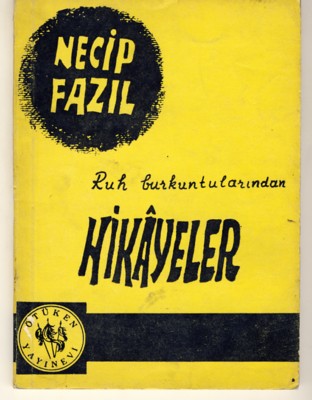 NECİP
FAZIL
Ruh burkuntularından
HİKÂYELER
ÖTÜKEN
YAYINEVİ